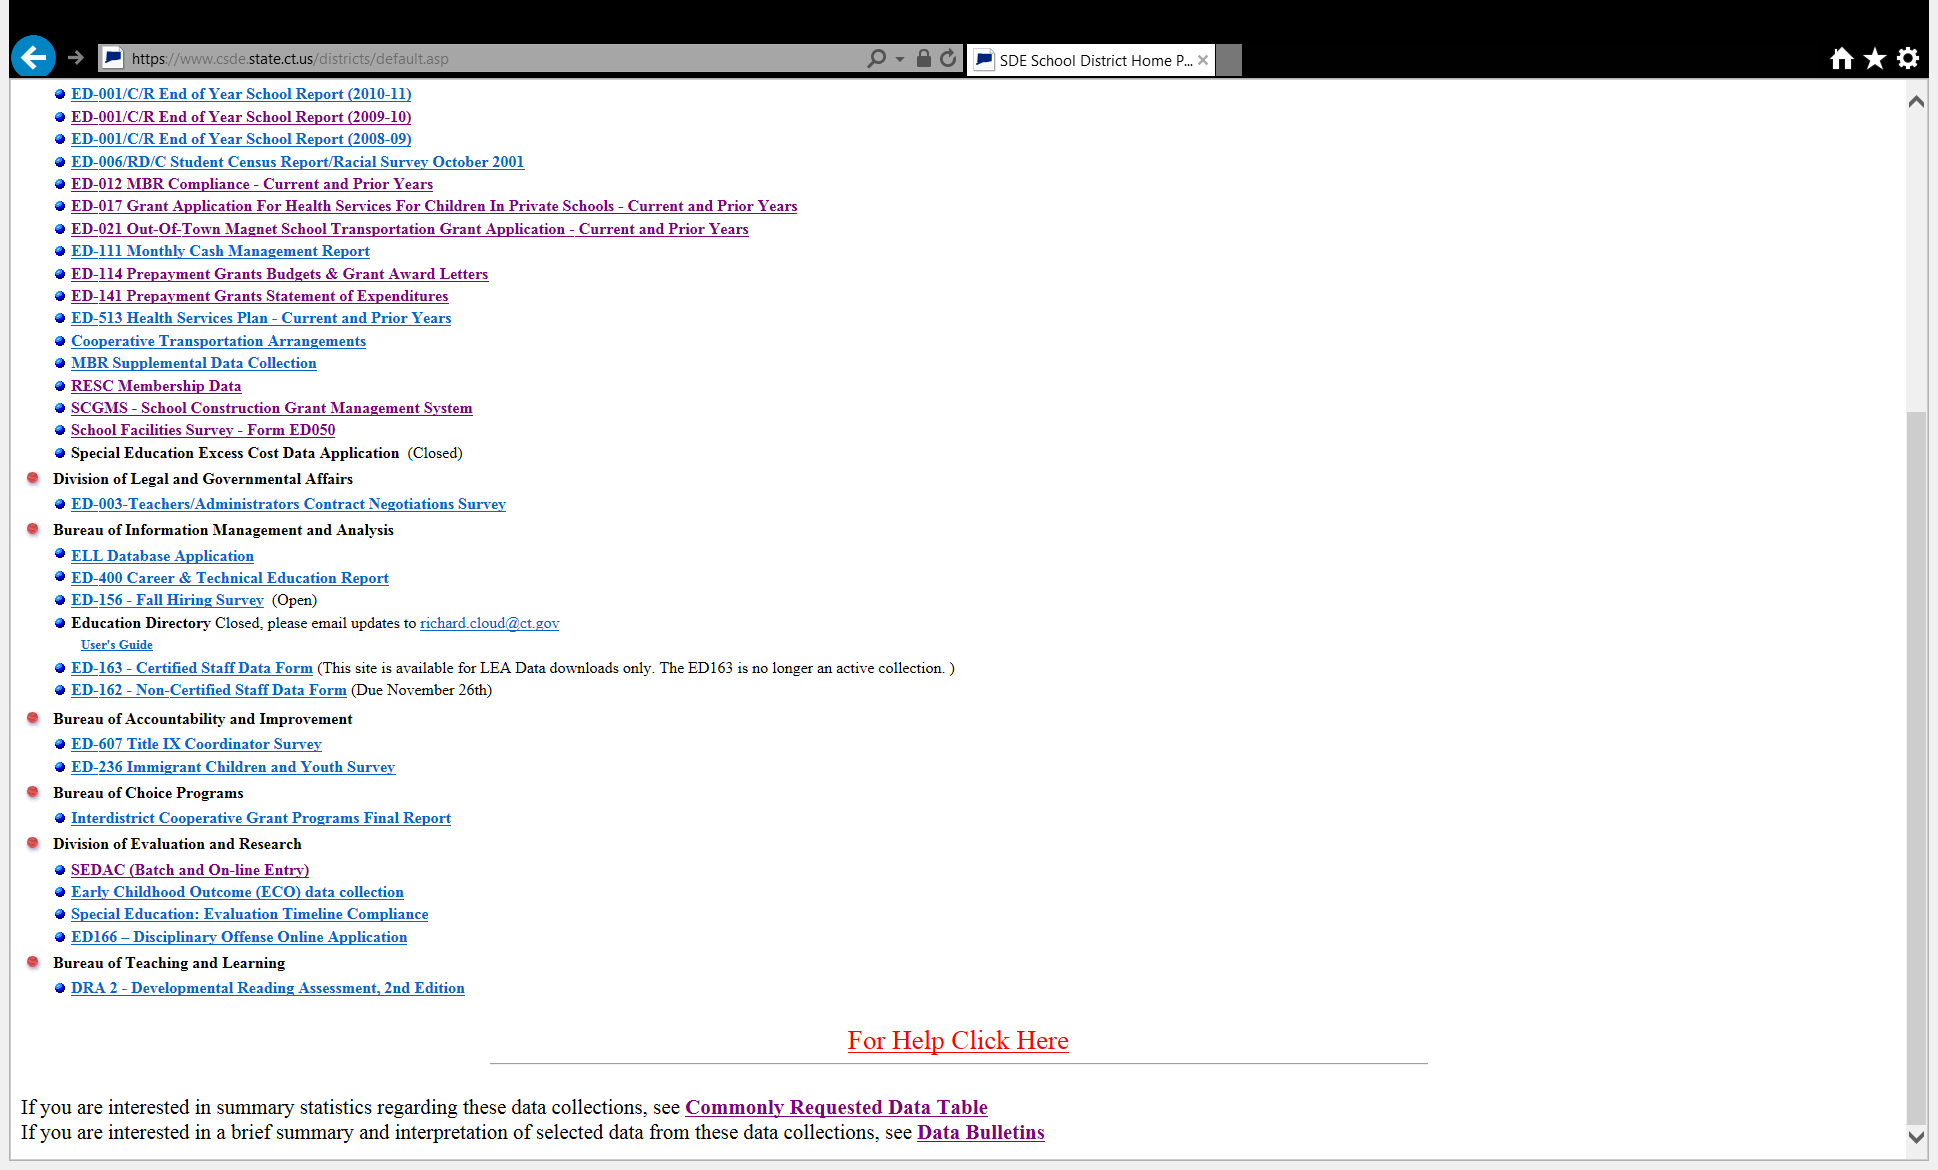 https://www.csde.state.ct.us/districts/default.asp
SDE School District Home P...
ED-001/C/R End of Year School Report (2010-11)
ED-001/C/R End of Year School Report (2009-10)
ED-001/C/R End of Year School Report (2008-09)
ED-006/RD/C Student Census Report/Racial Survey October 2001
ED-012 MBR Compliance - Current and Prior Years
ED-017 Grant Application For Health Services For Children In Private Schools - Current and Prior Years
ED-021 Out-Of-Town Magnet School Transportation Grant Application - Current and Prior Years
ED-111 Monthly Cash Management Report
ED-114 Prepayment Grants Budgets & Grant Award Letters
ED-141 Prepayment Grants Statement of Expenditures
ED-513 Health Services Plan - Current and Prior Years
Cooperative Transportation Arrangements
MBR Supplemental Data Collection
RESC Membership Data
SCGMS - School Construction Grant Management System
School Facilities Survey - Form ED050
Special Education Excess Cost Data Application (Closed)
Division of Legal and Governmental Affairs
ED-003-Teachers/Administrators Contract Negotiations Survey
Bureau of Information Management and Analysis
ELL Database Application
ED-400 Career & Technical Education Report
ED-156 - Fall Hiring Survey (Open)
Education Directory Closed, please email updates to richard.cloud@ct.gov
User's Guide
ED-163 - Certified Staff Data Form (This site is available for LEA Data downloads only. The ED163 is no longer an active collection. )
ED-162 - Non-Certified Staff Data Form (Due November 26th)
Bureau of Accountability and Improvement
ED-607 Title IX Coordinator Survey
ED-236 Immigrant Children and Youth Survey
Bureau of Choice Programs
Interdistrict Cooperative Grant Programs Final Report
Division of Evaluation and Research
SEDAC (Batch and On-line Entry)
Early Childhood Outcome (ECO) data collection
Special Education: Evaluation Timeline Compliance
ED166 – Disciplinary Offense Online Application
Bureau of Teaching and Learning
DRA 2 - Developmental Reading Assessment, 2nd Edition
For Help Click Here
If you are interested in summary statistics regarding these data collections, see Commonly Requested Data Table
If you are interested in a brief summary and interpretation of selected data from these data collections, see Data Bulletins